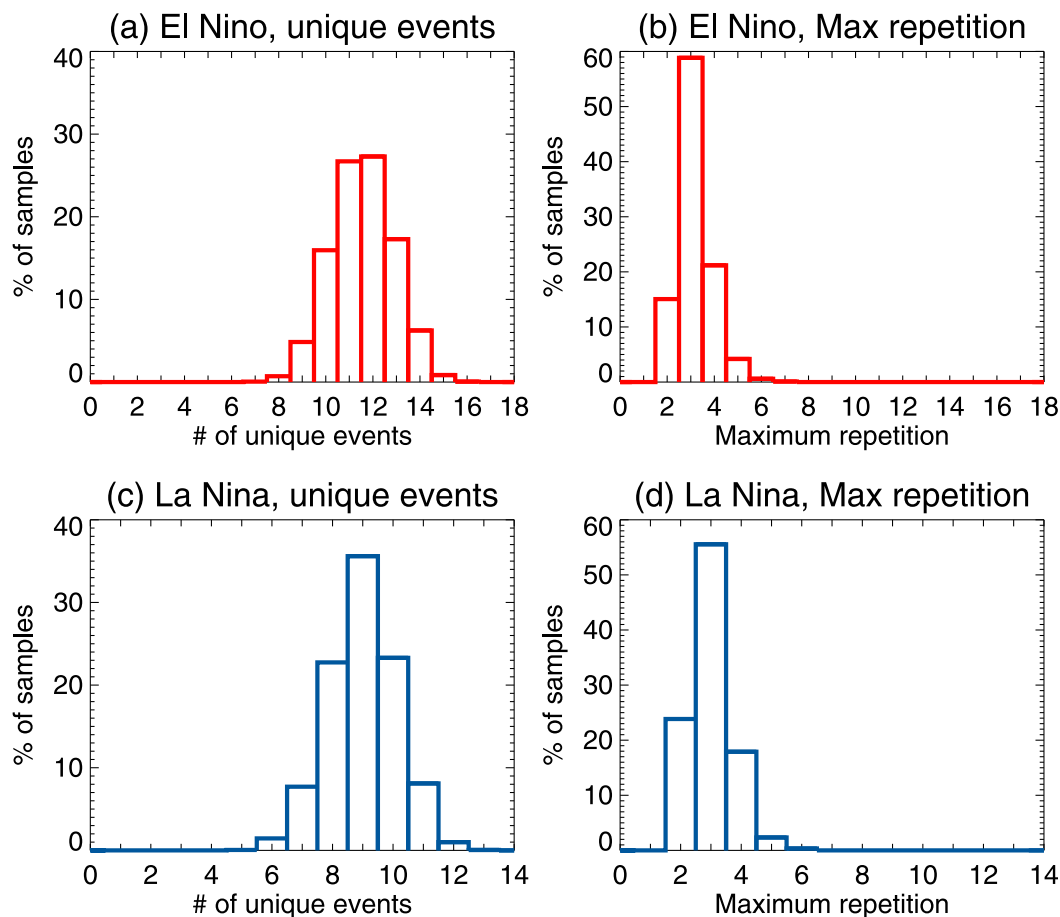 (a) El Nino, unique events
% of samples
40
30
20
10
0
0 2 4 6 8 10 12 14 16 18
# of unique events
(b) El Nino, Max repetition
% of samples
60
50
40
30
20
10
0
0 2 4 6 8 10 12 14 16 18
Maximum repetition
(c) La Nina, unique events
% of samples
40
30
20
10
0
0 2 4 6 8 10 12 14
# of unique events
(d) La Nina, Max repetition
% of samples
60
50
40
30
20
10
0
0 2 4 6 8 10 12 14
Maximum repetition